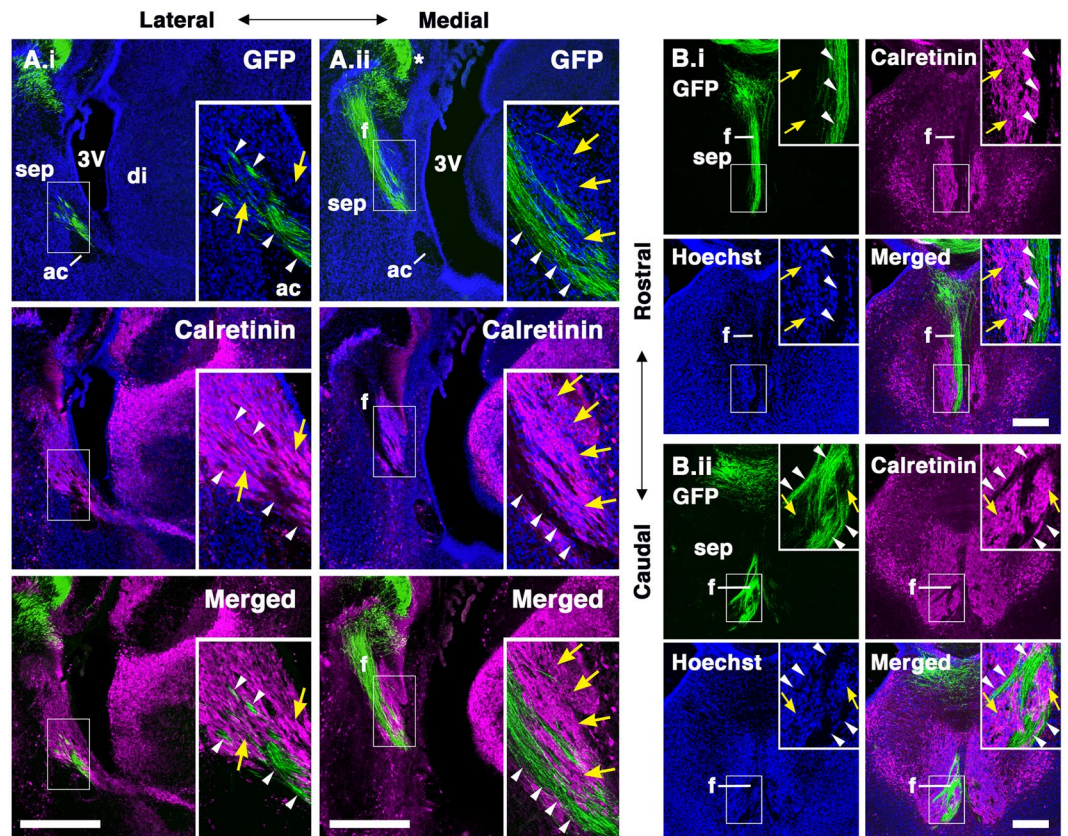 Lateral Medial
A.i GFP
3V
sep
di
ac
ac
A.ii * GFP
f
3V
sep
ac
Calretinin
Calretinin
f
Merged
Merged
f
Rostral
Caudal
B.i
GFP
f
sep
Calretinin
f
Hoechst
f
Merged
f
B.ii
GFP
sep
f
Calretinin
f
Hoechst
f
Merged
f